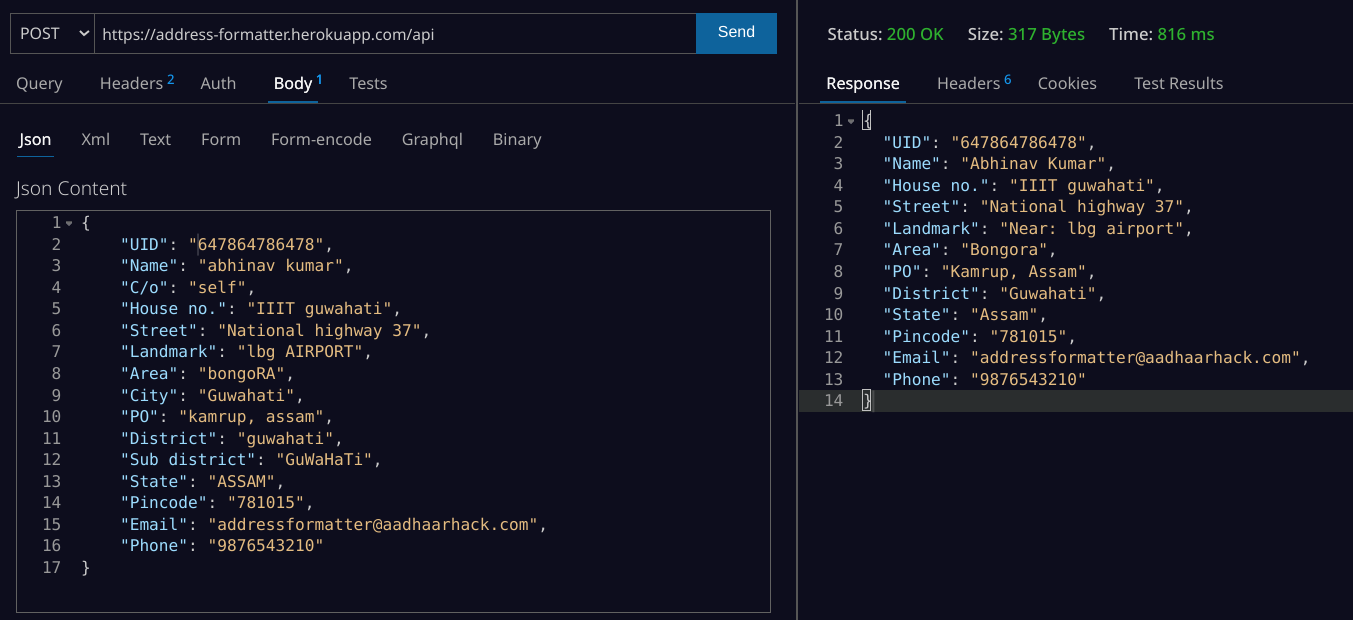 POST https://address-formatter.herokuapp.com/api Send
Query Headers 2 Auth Body 1 Tests
Json Xml Text Form Form-encode Graphql Binary
Json Content
1 {
2 "UID": "647864786478",
3 "Name": "abhinav kumar",
4 "C/o": "self",
5 "House no.": "IIIT guwahati",
6 "Street": "National highway 37",
7 "Landmark": "lbg AIRPORT",
8 "Area": "bongoRA",
9 "City": "Guwahati",
10 "PO": "kamrup, assam",
11 "District": "guwahati",
12 "Sub district": "GuWaHaTi",
13 "State": "ASSAM",
14 "Pincode": "781015",
15 "Email": "addressformatter@aadhaarhack.com",
16 "Phone": "9876543210"
17 }
Status: 200 OK Size: 317 Bytes Time: 816 ms
Response Headers 6 Cookies Test Results
1 {
2 "UID": "647864786478",
3 "Name": "Abhinav Kumar",
4 "House no.": "IIIT guwahati",
5 "Street": "National highway 37",
6 "Landmark": "Near: lbg airport",
7 "Area": "Bongora",
8 "PO": "Kamrup, Assam",
9 "District": "Guwahati",
10 "State": "Assam",
11 "Pincode": "781015",
12 "Email": "addressformatter@aadhaarhack.com",
13 "Phone": "9876543210"
14 }